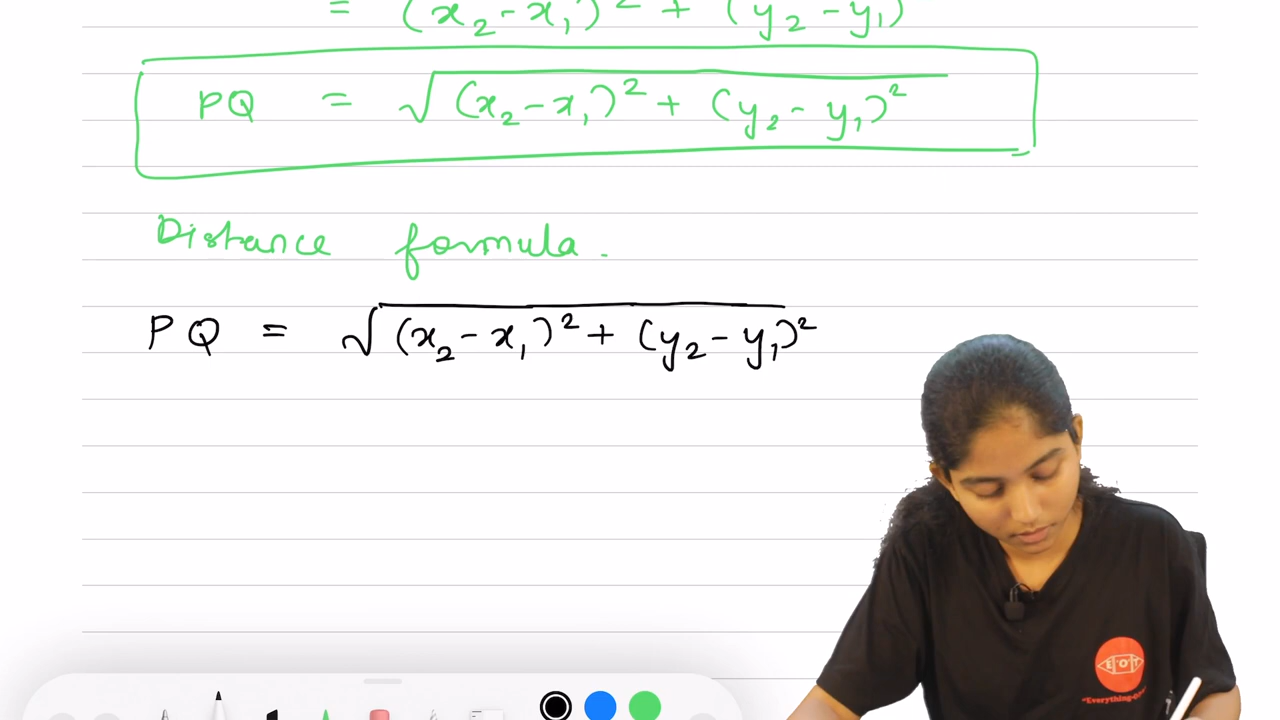 = (x₂-x₁)² + (y₂-y₁)
PQ = √(x₂-x₁)² + (y₂-y₁)²
Distance formula.
PQ = √(x₂-x₁)² + (y₂-y₁)²
EOT